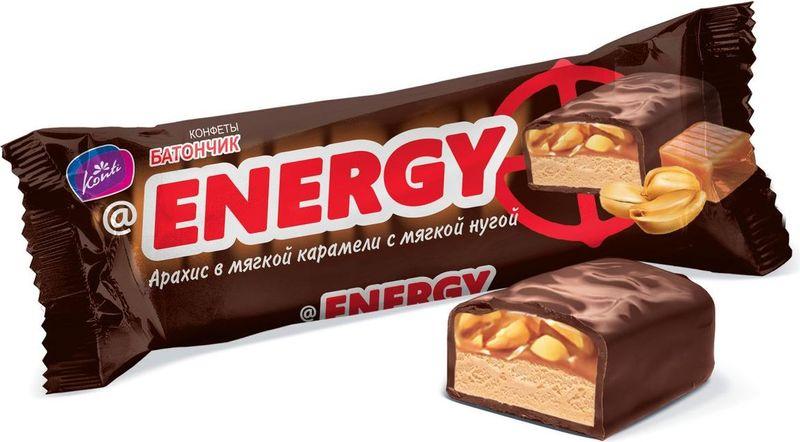 Konti
КОНФЕТЫ
БАТОНЧИК
@ENERGY
Арахис в мягкой карамели с мягкой нугой
@ENERGY